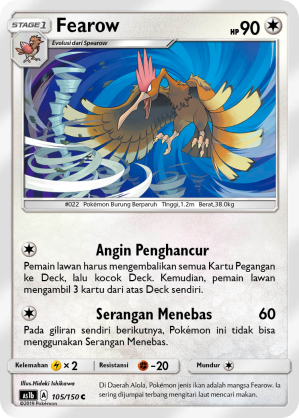 STAGE 1
Fearow
HP 90
Evolusi dari Spearow
#022 Pokémon Burung Berparuh Tinggi,1.2m Berat,38.0kg
Angin Penghancur
Pemain lawan harus mengembalikan semua Kartu Pegangan
ke Deck, lalu kocok Deck. Kemudian, pemain lawan
mengambil 3 kartu dari atas Deck sendiri.
Serangan Menebas 60
Pada giliran sendiri berikutnya, Pokémon ini tidak bisa
menggunakan Serangan Menebas.
Kelemahan × 2 Resistansi -20 Mundur
Illus.Hideki Ishikawa
as1b A 105/150 C
©2019 Pokémon
Di Daerah Alola, Pokémon jenis ikan adalah mangsa Fearow. Ia
sering diharapkan mengitari laut mencari makan.